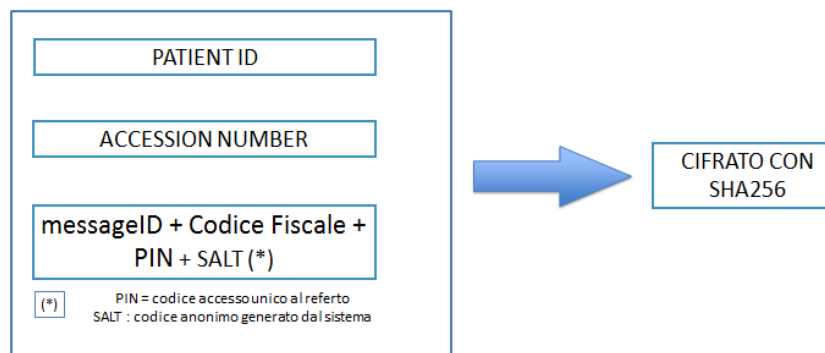 PATIENT ID
ACCESSION NUMBER
messageID + Codice Fiscale +
PIN + SALT (*)
(*)
PIN = codice accesso unico al referto
SALT : codice anonimo generato dal sistema
CIFRATO CON
SHA256